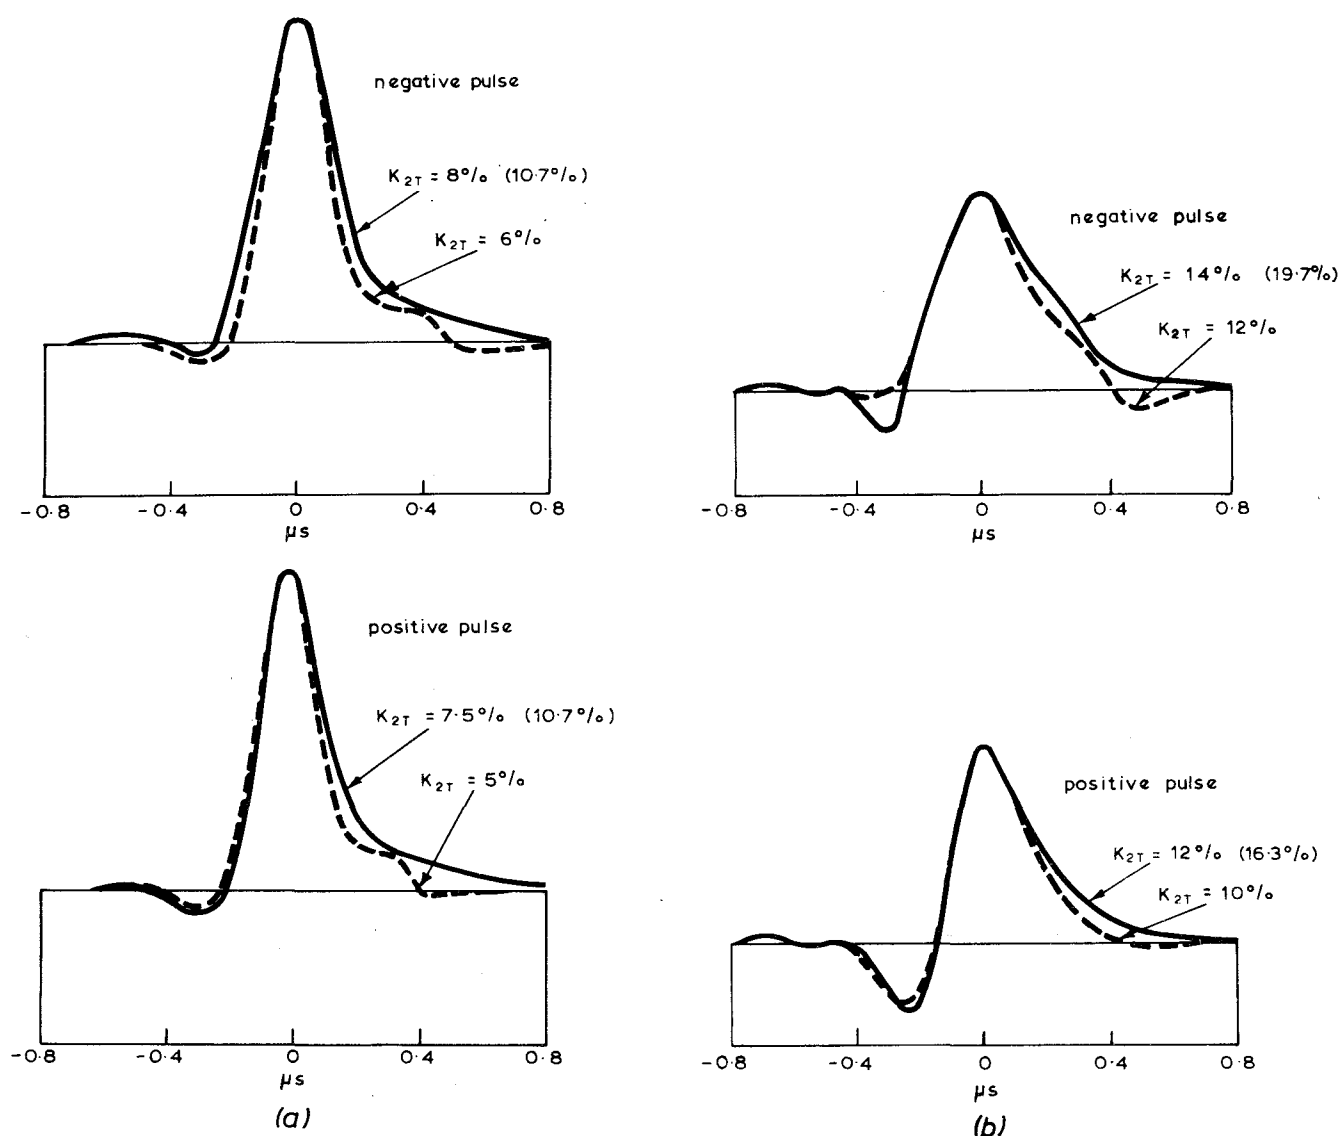 negative pulse
K2T = 8% (10·7%)
K2T = 6%
-0·8 -0·4 0 0·4 0·8
µs
negative pulse
K2T = 14% (19·7%)
K2T = 12%
-0·8 -0·4 0 0·4 0·8
µs
positive pulse
K2T = 7·5% (10·7%)
K2T = 5%
-0·8 -0·4 0 0·4 0·8
µs
(a)
positive pulse
K2T = 12% (16·3%)
K2T = 10%
-0·8 -0·4 0 0·4 0·8
µs
(b)